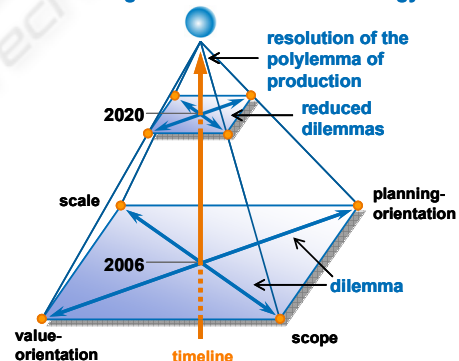 resolution of the
polylemma of
production
2020
reduced
dilemmas
scale
planning-
orientation
2006
dilemma
value-
orientation
scope
timeline